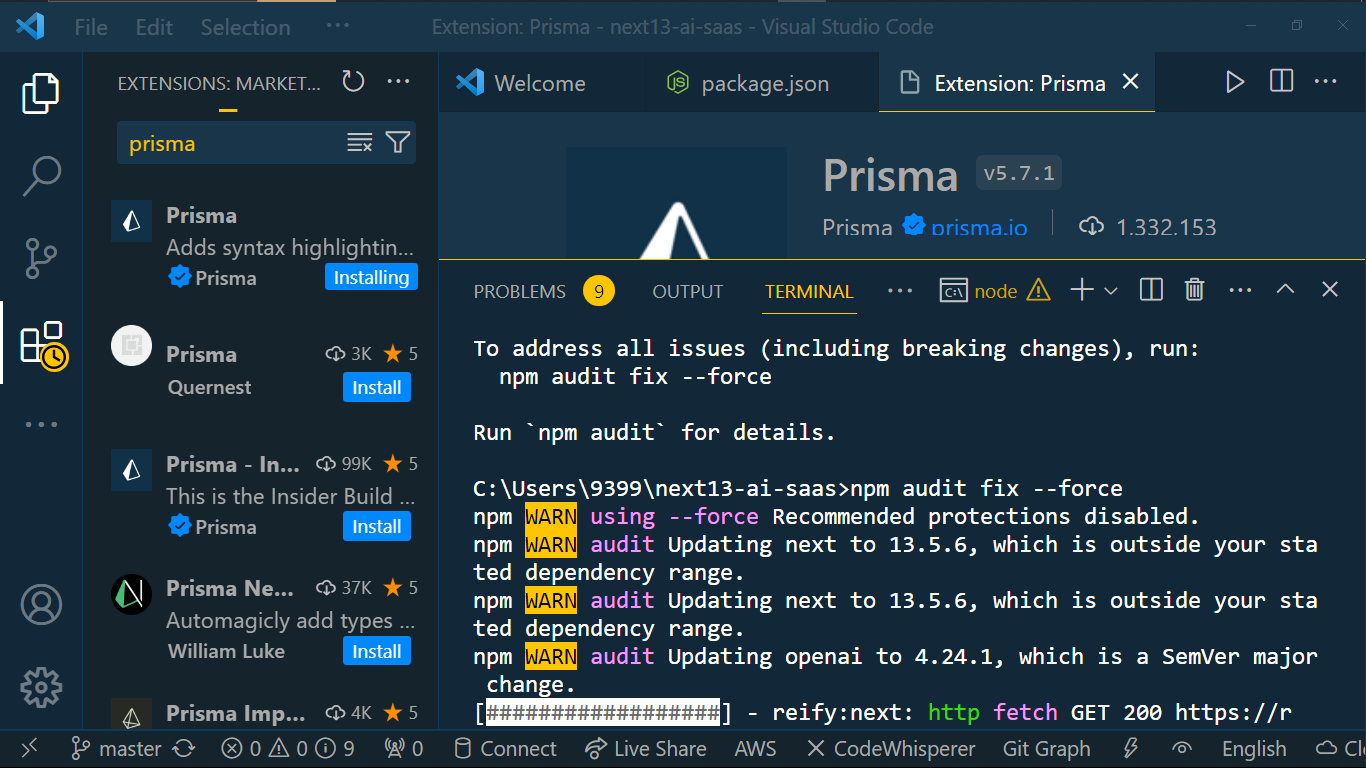 File Edit Selection ··· Extension: Prisma - next13-ai-saas - Visual Studio Code
EXTENSIONS: MARKET...
prisma
Prisma
Adds syntax highlightin...
Prisma Installing
Prisma 3K 5
Quernest Install
Prisma - In... 99K 5
This is the Insider Build ...
Prisma Install
Prisma Ne... 37K 5
Automagicly add types ...
William Luke Install
Prisma Imp... 4K 5
Welcome package.json Extension: Prisma
Prisma v5.7.1
Prisma prisma.io 1.332.153
PROBLEMS 9 OUTPUT TERMINAL ··· node
To address all issues (including breaking changes), run:
npm audit fix --force
Run `npm audit` for details.
C:\Users\9399\next13-ai-saas>npm audit fix --force
npm WARN using --force Recommended protections disabled.
npm WARN audit Updating next to 13.5.6, which is outside your sta
ted dependency range.
npm WARN audit Updating next to 13.5.6, which is outside your sta
ted dependency range.
npm WARN audit Updating openai to 4.24.1, which is a SemVer major
change.
[##################] - reify:next: http fetch GET 200 https://r
master 0 0 9 0 Connect Live Share AWS CodeWhisperer Git Graph English Cl